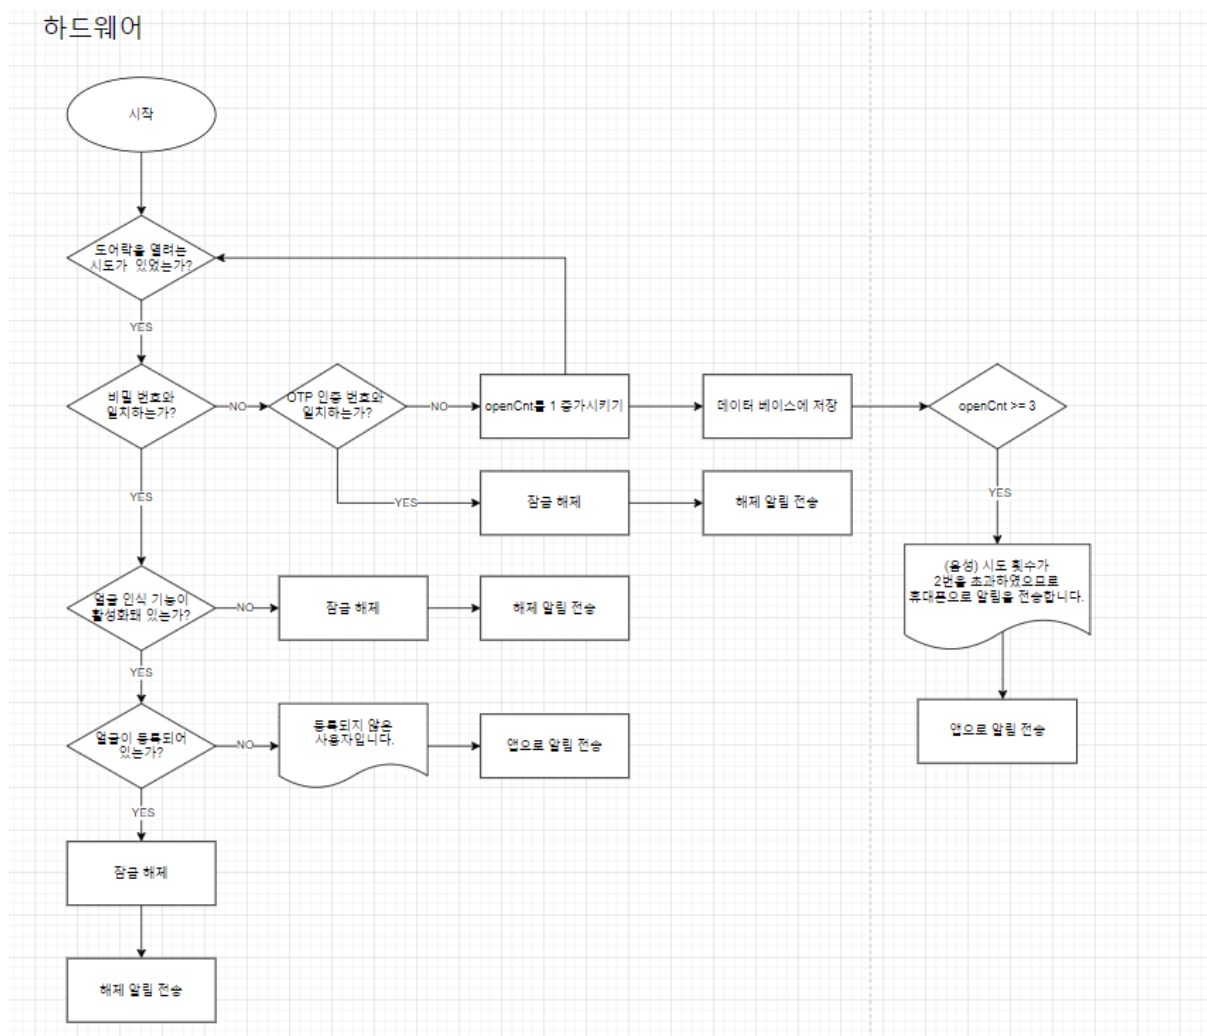 하드웨어
시작
도어락을 열려는
시도가 있었는가?
YES
비밀 번호와
일치하는가?
NO
OTP 인증 번호와
일치하는가?
NO
openCnt를 1 증가시키기
데이터 베이스에 저장
openCnt >= 3
YES
YES
잠금 해제
해제 알림 전송
YES
(음성) 시도 횟수가
2번을 초과하였으므로
휴대폰으로 알림을 전송합니다.
얼굴 인식 기능이
활성화돼 있는가?
NO
잠금 해제
해제 알림 전송
YES
얼굴이 등록되어
있는가?
NO
등록되지 않은
사용자입니다.
앱으로 알림 전송
앱으로 알림 전송
YES
잠금 해제
해제 알림 전송